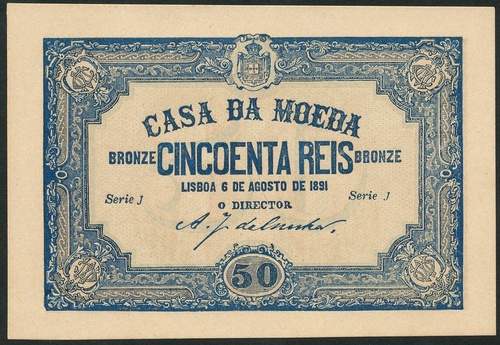 CASA DA MOEDA
BRONZE CINCOENTA REIS BRONZE
LISBOA 6 DE AGOSTO DE 1891
Serie J Serie J
O DIRECTOR
50